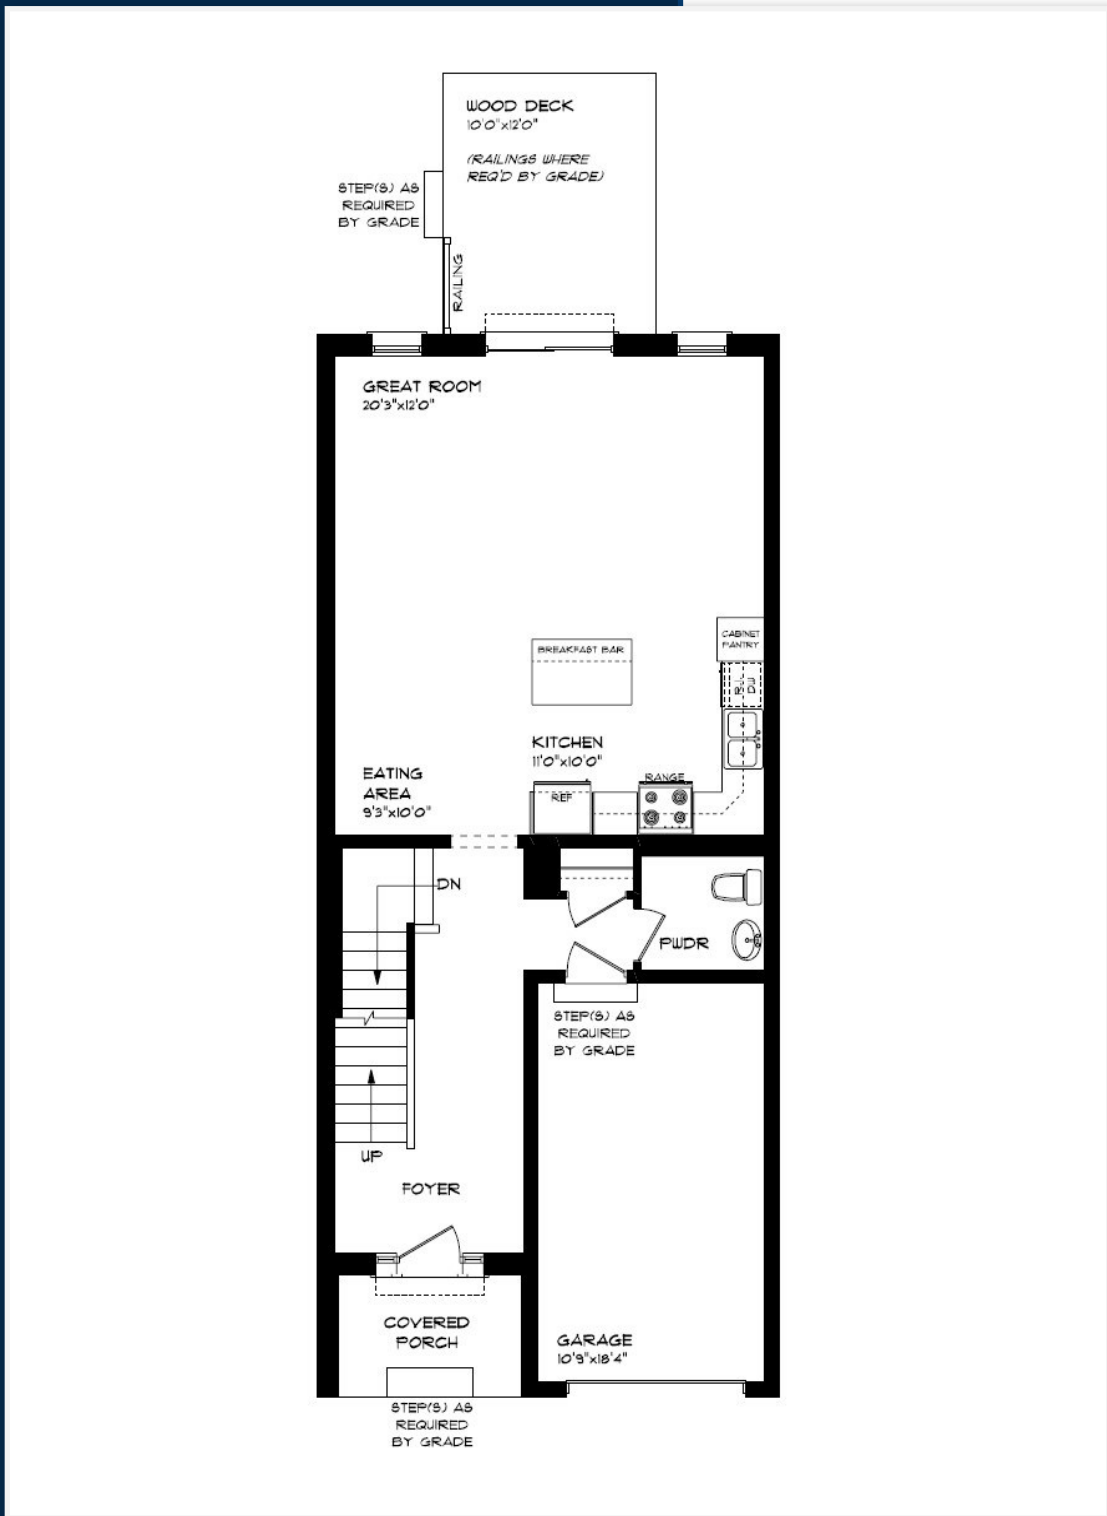 WOOD DECK
10'0"x12'0"
(RAILINGS WHERE
REQ'D BY GRADE)
STEP(S) AS
REQUIRED
BY GRADE
RAILING
GREAT ROOM
20'3"x12'0"
CABINET
PANTRY
R.I.
DW
BREAKFAST BAR
KITCHEN
11'0"x10'0"
RANGE
REF
EATING
AREA
9'3"x10'0"
DN
PWDR
STEP(S) AS
REQUIRED
BY GRADE
UP
FOYER
COVERED
PORCH
GARAGE
10'9"x18'4"
STEP(S) AS
REQUIRED
BY GRADE